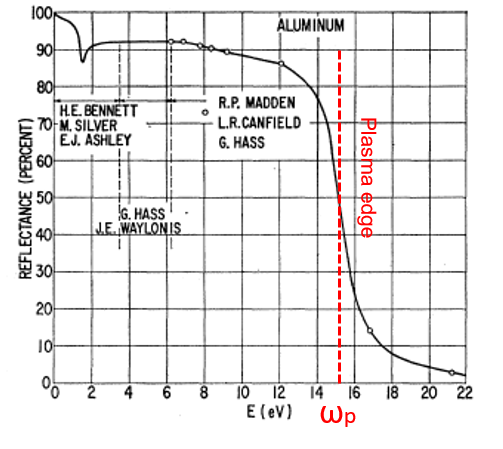 ALUMINUM
100
90
80
70
60
50
40
30
20
10
0
REFLECTANCE (PERCENT)
H.E. BENNETT
M. SILVER
E.J. ASHLEY
R.P. MADDEN
L.R. CANFIELD
G. HASS
G. HASS
J.E. WAYLONIS
Plasma edge
0 2 4 6 8 10 12 14 16 18 20 22
E (eV)
ωp